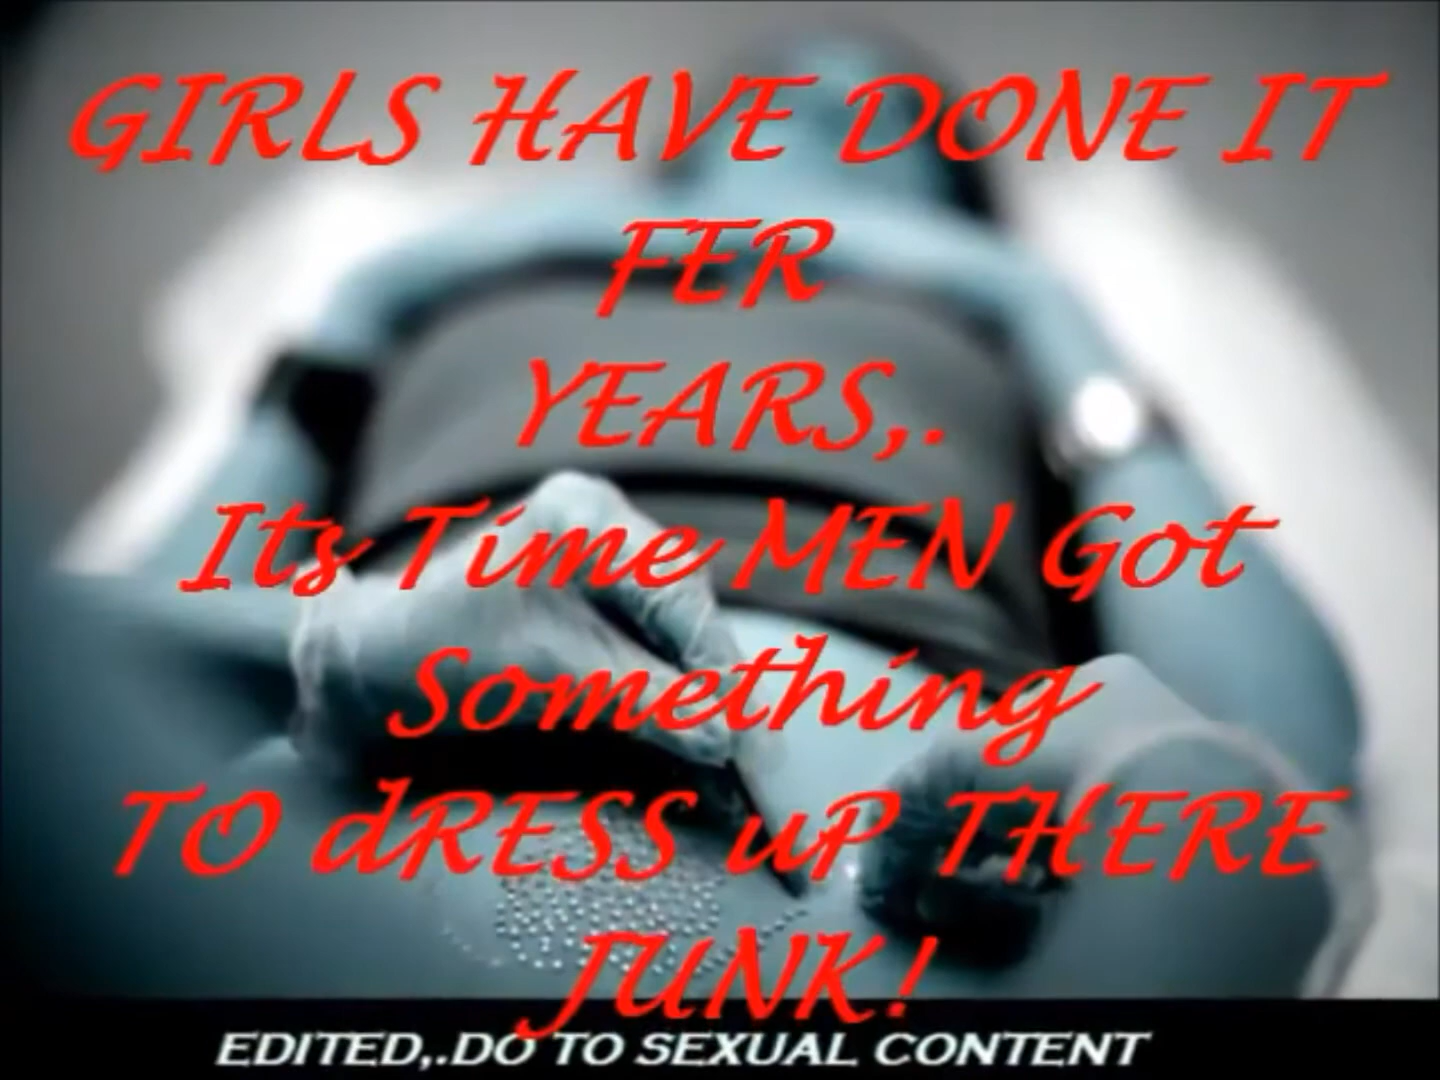 GIRLS HAVE DONE IT
FER
YEARS,.
Its Time MEN Got
Something
TO dRESS uP THERE
JUNK!
EDITED,.DO TO SEXUAL CONTENT